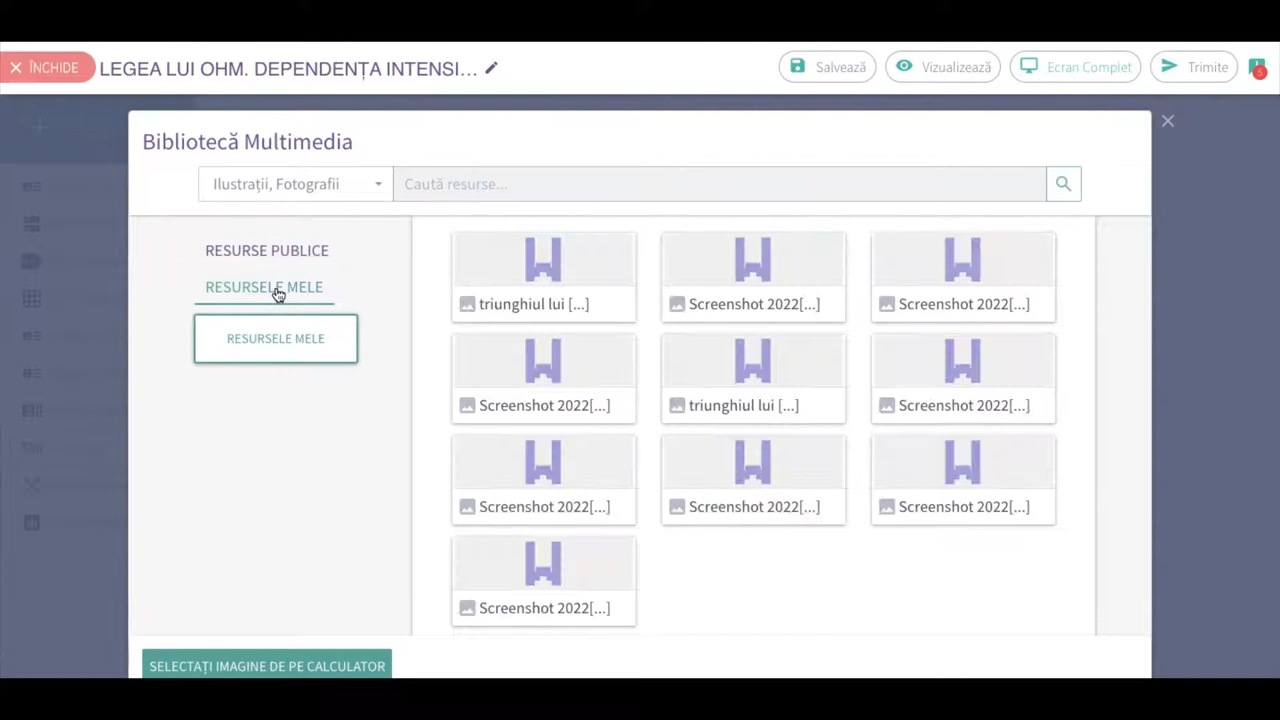 ÎNCHIDE
LEGEA LUI OHM. DEPENDENȚA INTENSI...
Salvează
Vizualizează
Ecran Complet
Trimite
5
Bibliotecă Multimedia
Ilustrații, Fotografii
Caută resurse...
RESURSE PUBLICE
RESURSELE MELE
RESURSELE MELE
triunghiul lui [...]
Screenshot 2022[...]
Screenshot 2022[...]
Screenshot 2022[...]
triunghiul lui [...]
Screenshot 2022[...]
Screenshot 2022[...]
Screenshot 2022[...]
Screenshot 2022[...]
Screenshot 2022[...]
SELECTAȚI IMAGINE DE PE CALCULATOR